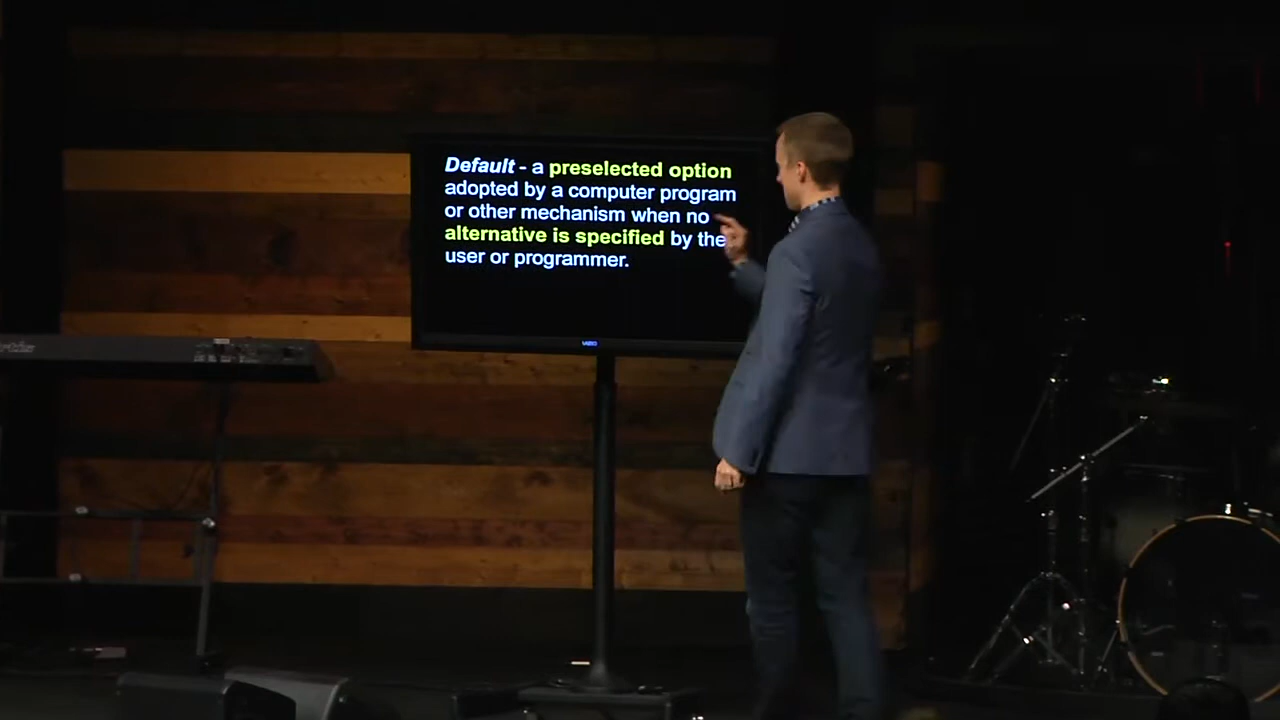 Default - a preselected option
adopted by a computer program
or other mechanism when no
alternative is specified by the
user or programmer.
VIZIO